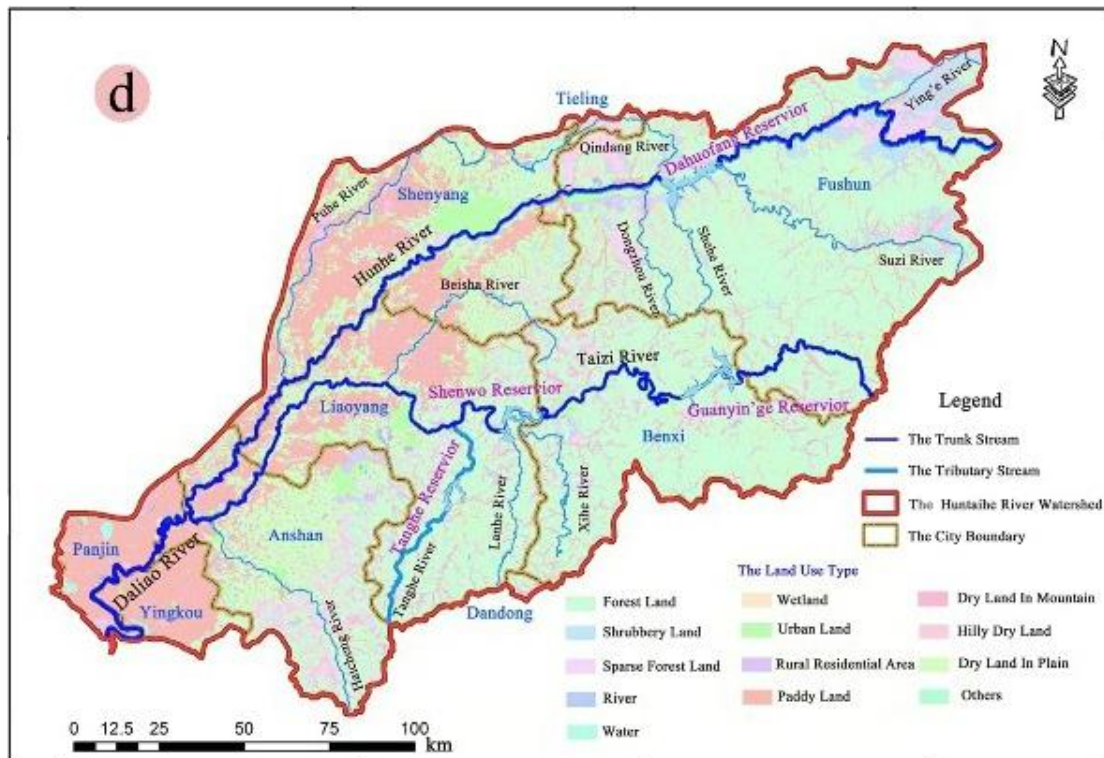 d
N
Tieling
Ying'e River
Qindang River
Dahuofang Reservior
Puhe River
Shenyang
Fushun
Hunhe River
Dongzhou River
Shehe River
Suzi River
Beisha River
Taizi River
Shenwo Reservior
Liaoyang
Guanyin'ge Reservior
Benxi
Tanghe Reservior
Lanhe River
Xihe River
Anshan
Panjin
Daliao River
Tanghe River
Yingkou
Dandong
Haicheng River
Legend
The Trunk Stream
The Tributary Stream
The Huntaihe River Watershed
The City Boundary
The Land Use Type
Forest Land
Wetland
Dry Land In Mountain
Shrubbery Land
Urban Land
Hilly Dry Land
Sparse Forest Land
Rural Residential Area
Dry Land In Plain
River
Paddy Land
Others
Water
0 12.5 25 50 75 100
km